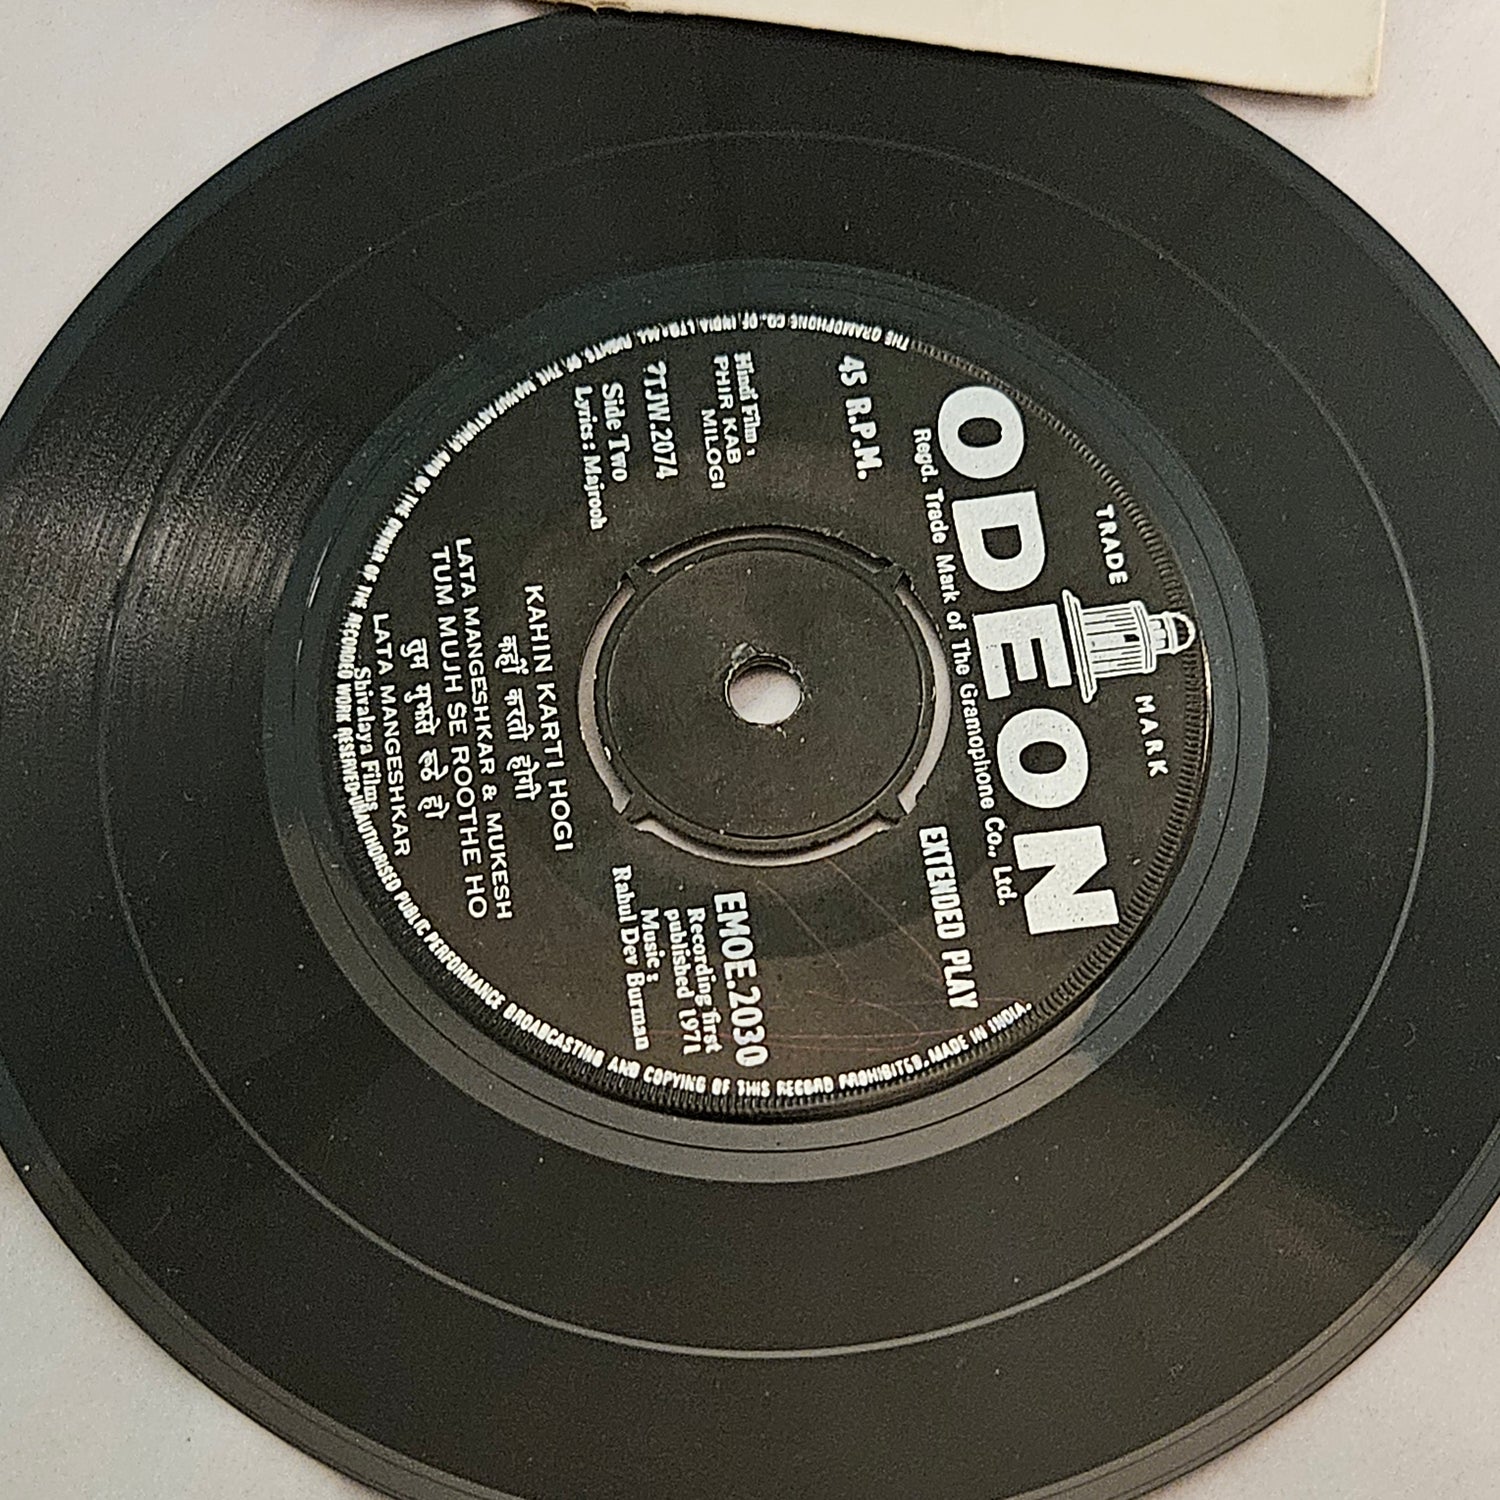 TRADE MARK
ODEON
Regd. Trade Mark of The Gramophone Co., Ltd.
45 R.P.M.
EXTENDED PLAY
Hindi Film :
PHIR KAB
MILOGI
7TJW.2074
Side Two
Lyrics : Majrooh
EMOE.2030
Recording first
published 1971
Music :
Rahul Dev Burman
KAHIN KARTI HOGI
कहीं करती होगी
LATA MANGESHKAR & MUKESH
TUM MUJH SE ROOTHE HO
तुम मुझसे रूठे हो
LATA MANGESHKAR
Shivalaya Films
THE GRAMOPHONE CO. OF INDIA LTD. ALL RIGHTS OF THE MANUFACTURER AND OF THE OWNER OF THE RECORDED WORK RESERVED-UNAUTHORISED PUBLIC PERFORMANCE BROADCASTING AND COPYING OF THIS RECORD PROHIBITED. MADE IN INDIA.